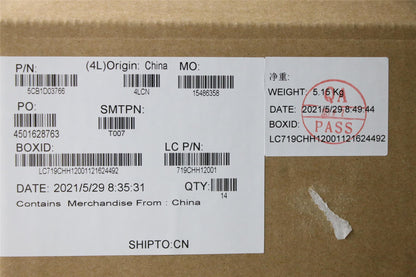 P/N:
(4L)Origin: China
MO:
5CB1D03766
4LCN
15486358
PO:
SMTPN:
4501628763
T007
BOXID:
LC P/N:
LC719CHH12001121624492
719CHH12001
DATE: 2021/5/29 8:35:31
QTY:
14
Contains Merchandise From : China
SHIPTO:CN
净重:
WEIGHT: 5.15 Kg
QA
DATE: 2021/5/29 8:49:44
BOXID:
PASS
LC719CHH12001121624492